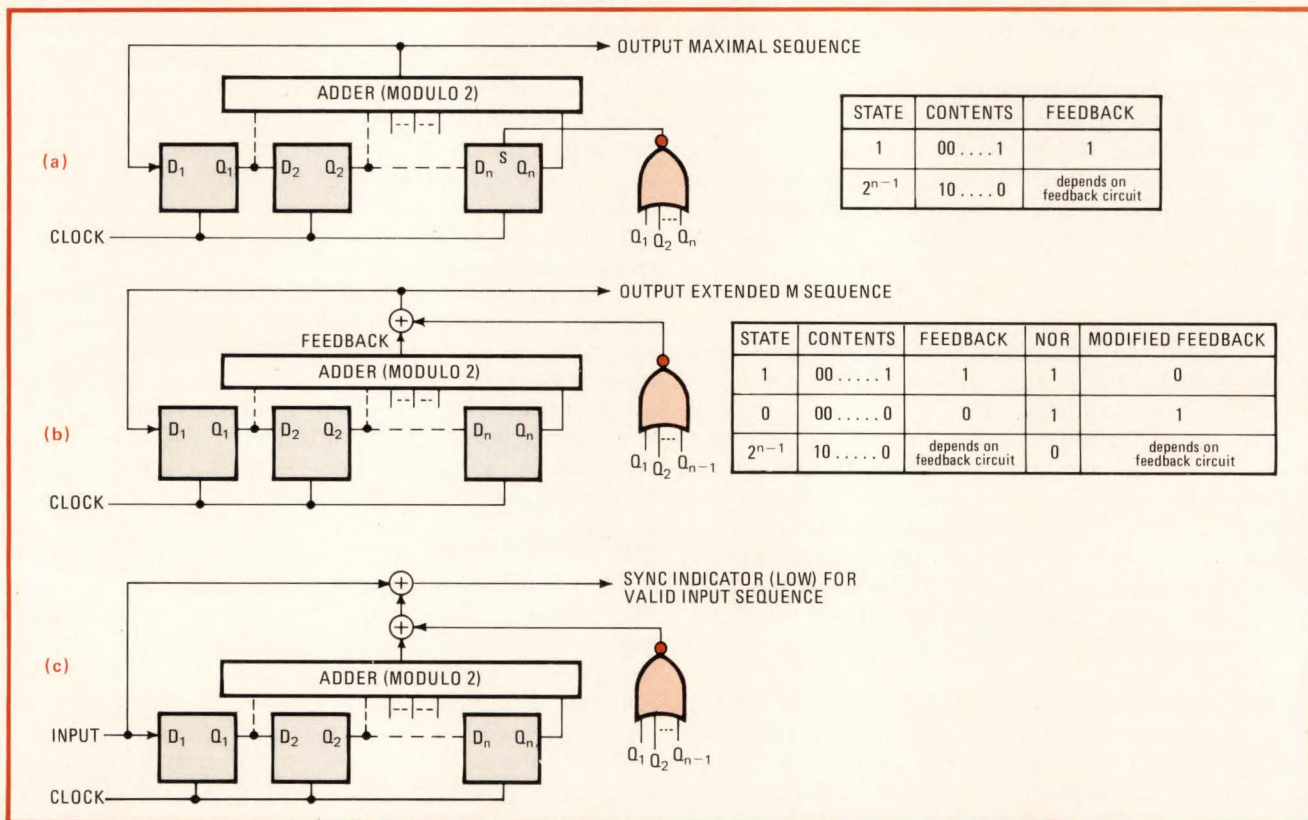 OUTPUT MAXIMAL SEQUENCE
ADDER (MODULO 2)
(a)
D1 Q1 D2 Q2 Dn S Qn
CLOCK
Q1 Q2 -- Qn
STATE CONTENTS FEEDBACK
1 00....1 1
2^n-1 10....0 depends on
feedback circuit
OUTPUT EXTENDED M SEQUENCE
FEEDBACK
ADDER (MODULO 2)
(b)
D1 Q1 D2 Q2 Dn Qn
CLOCK
Q1 Q2 Qn-1
STATE CONTENTS FEEDBACK NOR MODIFIED FEEDBACK
1 00.....1 1 1 0
0 00.....0 0 1 1
2^n-1 10.....0 depends on feedback circuit 0 depends on feedback circuit
SYNC INDICATOR (LOW) FOR
VALID INPUT SEQUENCE
(c)
ADDER (MODULO 2)
INPUT D1 Q1 D2 Q2 Dn Qn
CLOCK
Q1 Q2 Qn-1